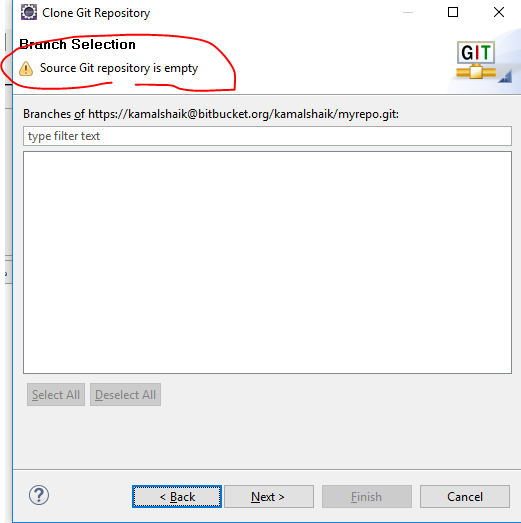 Clone Git Repository
Branch Selection
Source Git repository is empty
GIT
Branches of https://kamalshaik@bitbucket.org/kamalshaik/myrepo.git:
type filter text
Select All
Deselect All
?
< Back
Next >
Finish
Cancel